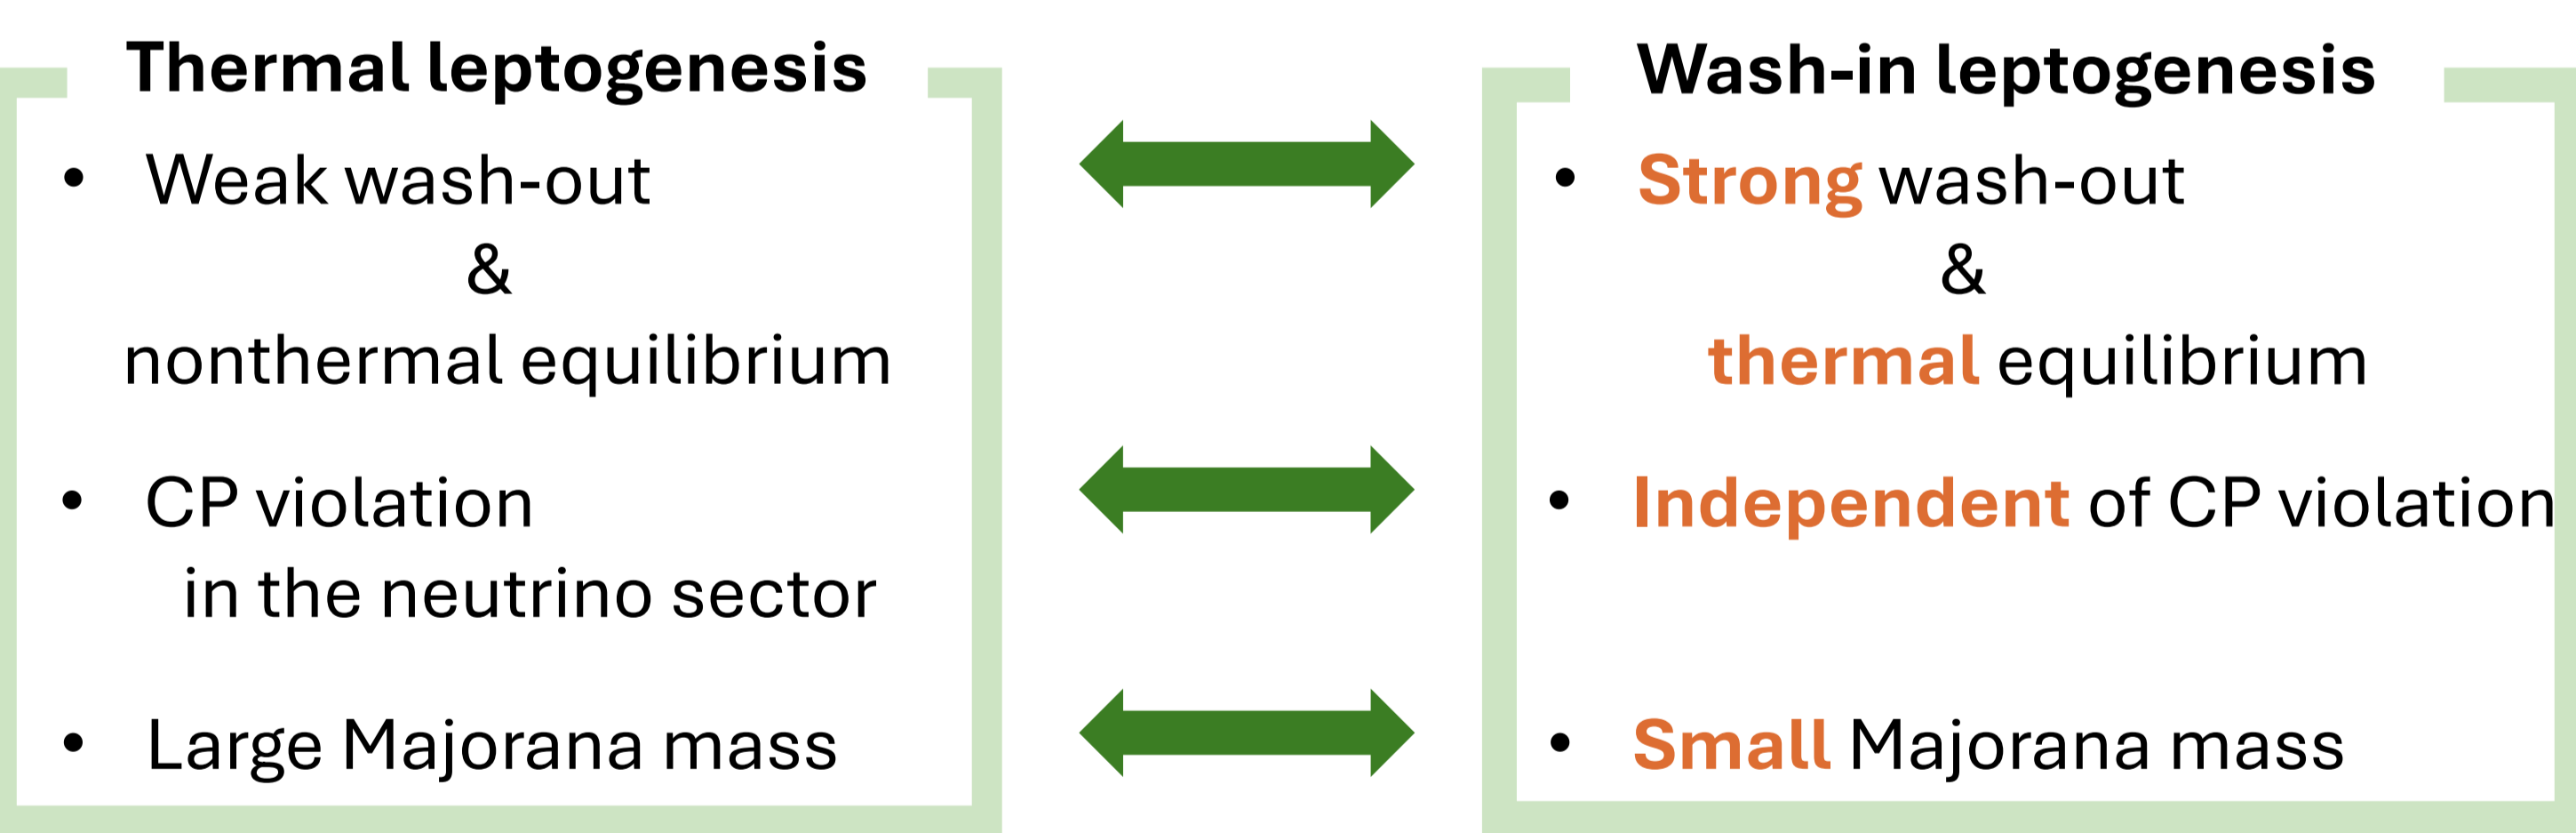 Thermal leptogenesis
• Weak wash-out
&
nonthermal equilibrium
• CP violation
in the neutrino sector
• Large Majorana mass
Wash-in leptogenesis
• Strong wash-out
&
thermal equilibrium
• Independent of CP violation
• Small Majorana mass